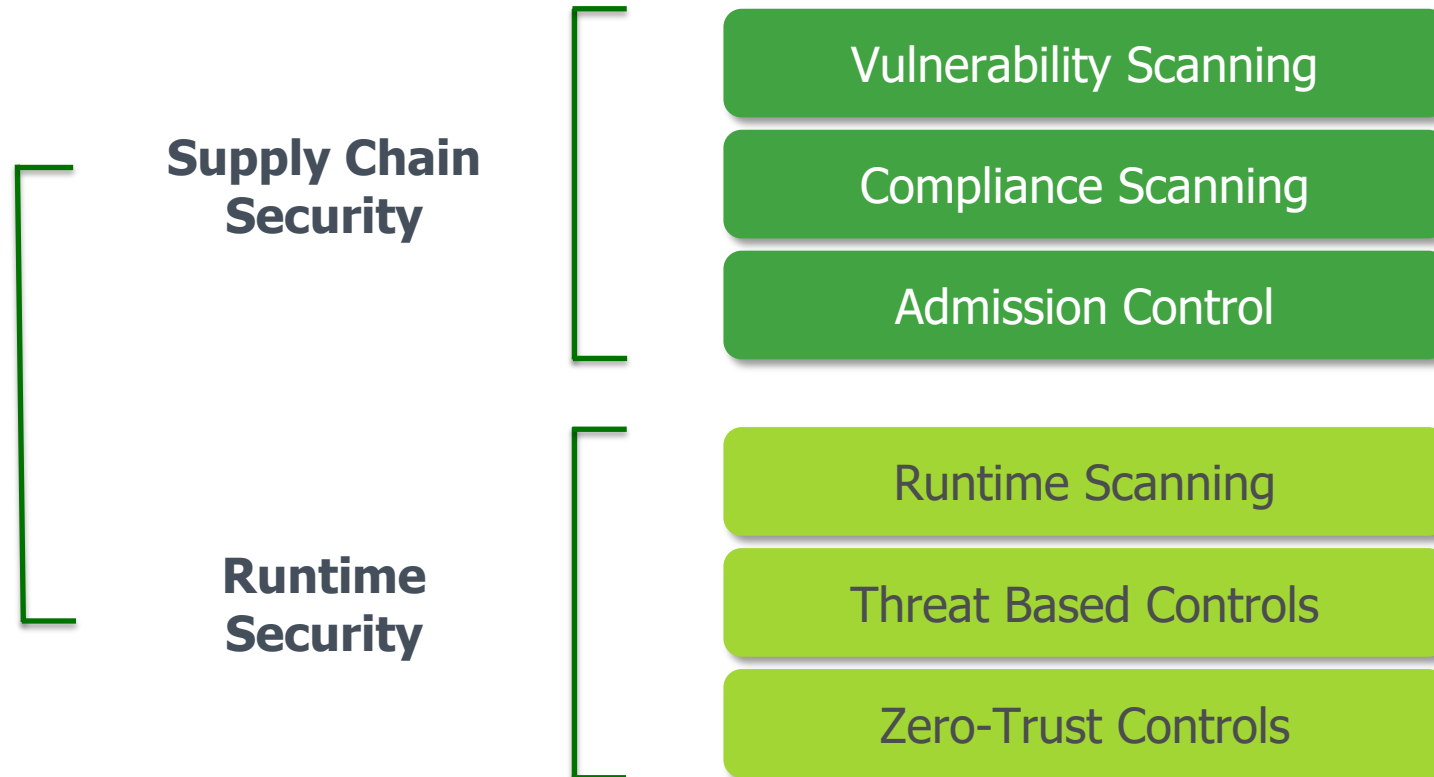 Supply Chain
Security
Vulnerability Scanning
Compliance Scanning
Admission Control
Runtime
Security
Runtime Scanning
Threat Based Controls
Zero-Trust Controls